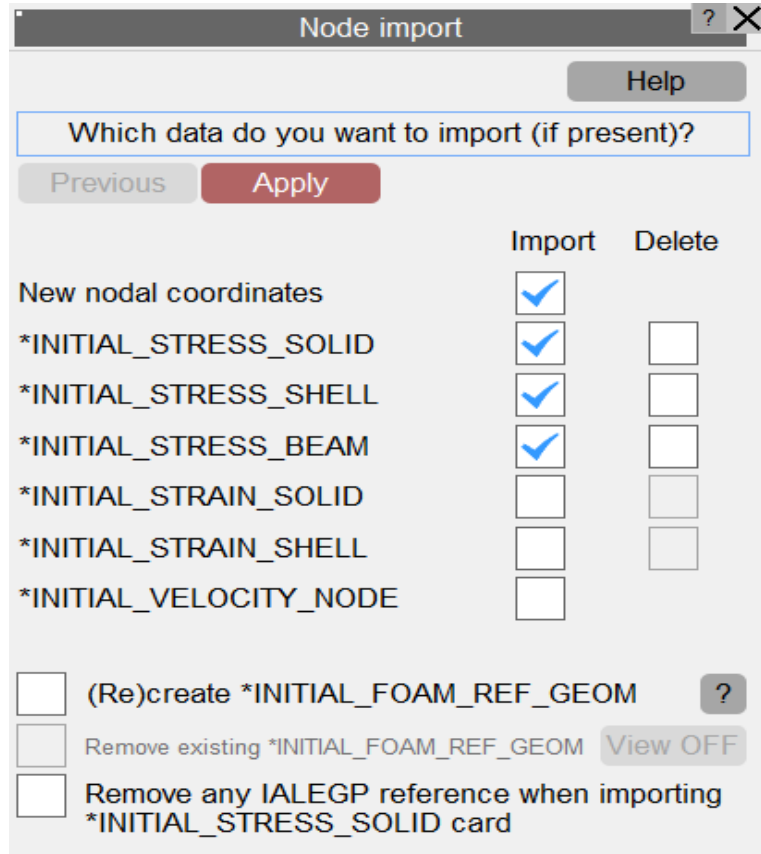 Node import ?
Help
Which data do you want to import (if present)?
Previous Apply
Import Delete
New nodal coordinates
*INITIAL_STRESS_SOLID
*INITIAL_STRESS_SHELL
*INITIAL_STRESS_BEAM
*INITIAL_STRAIN_SOLID
*INITIAL_STRAIN_SHELL
*INITIAL_VELOCITY_NODE
(Re)create *INITIAL_FOAM_REF_GEOM ?
Remove existing *INITIAL_FOAM_REF_GEOM View OFF
Remove any IALEGP reference when importing
*INITIAL_STRESS_SOLID card